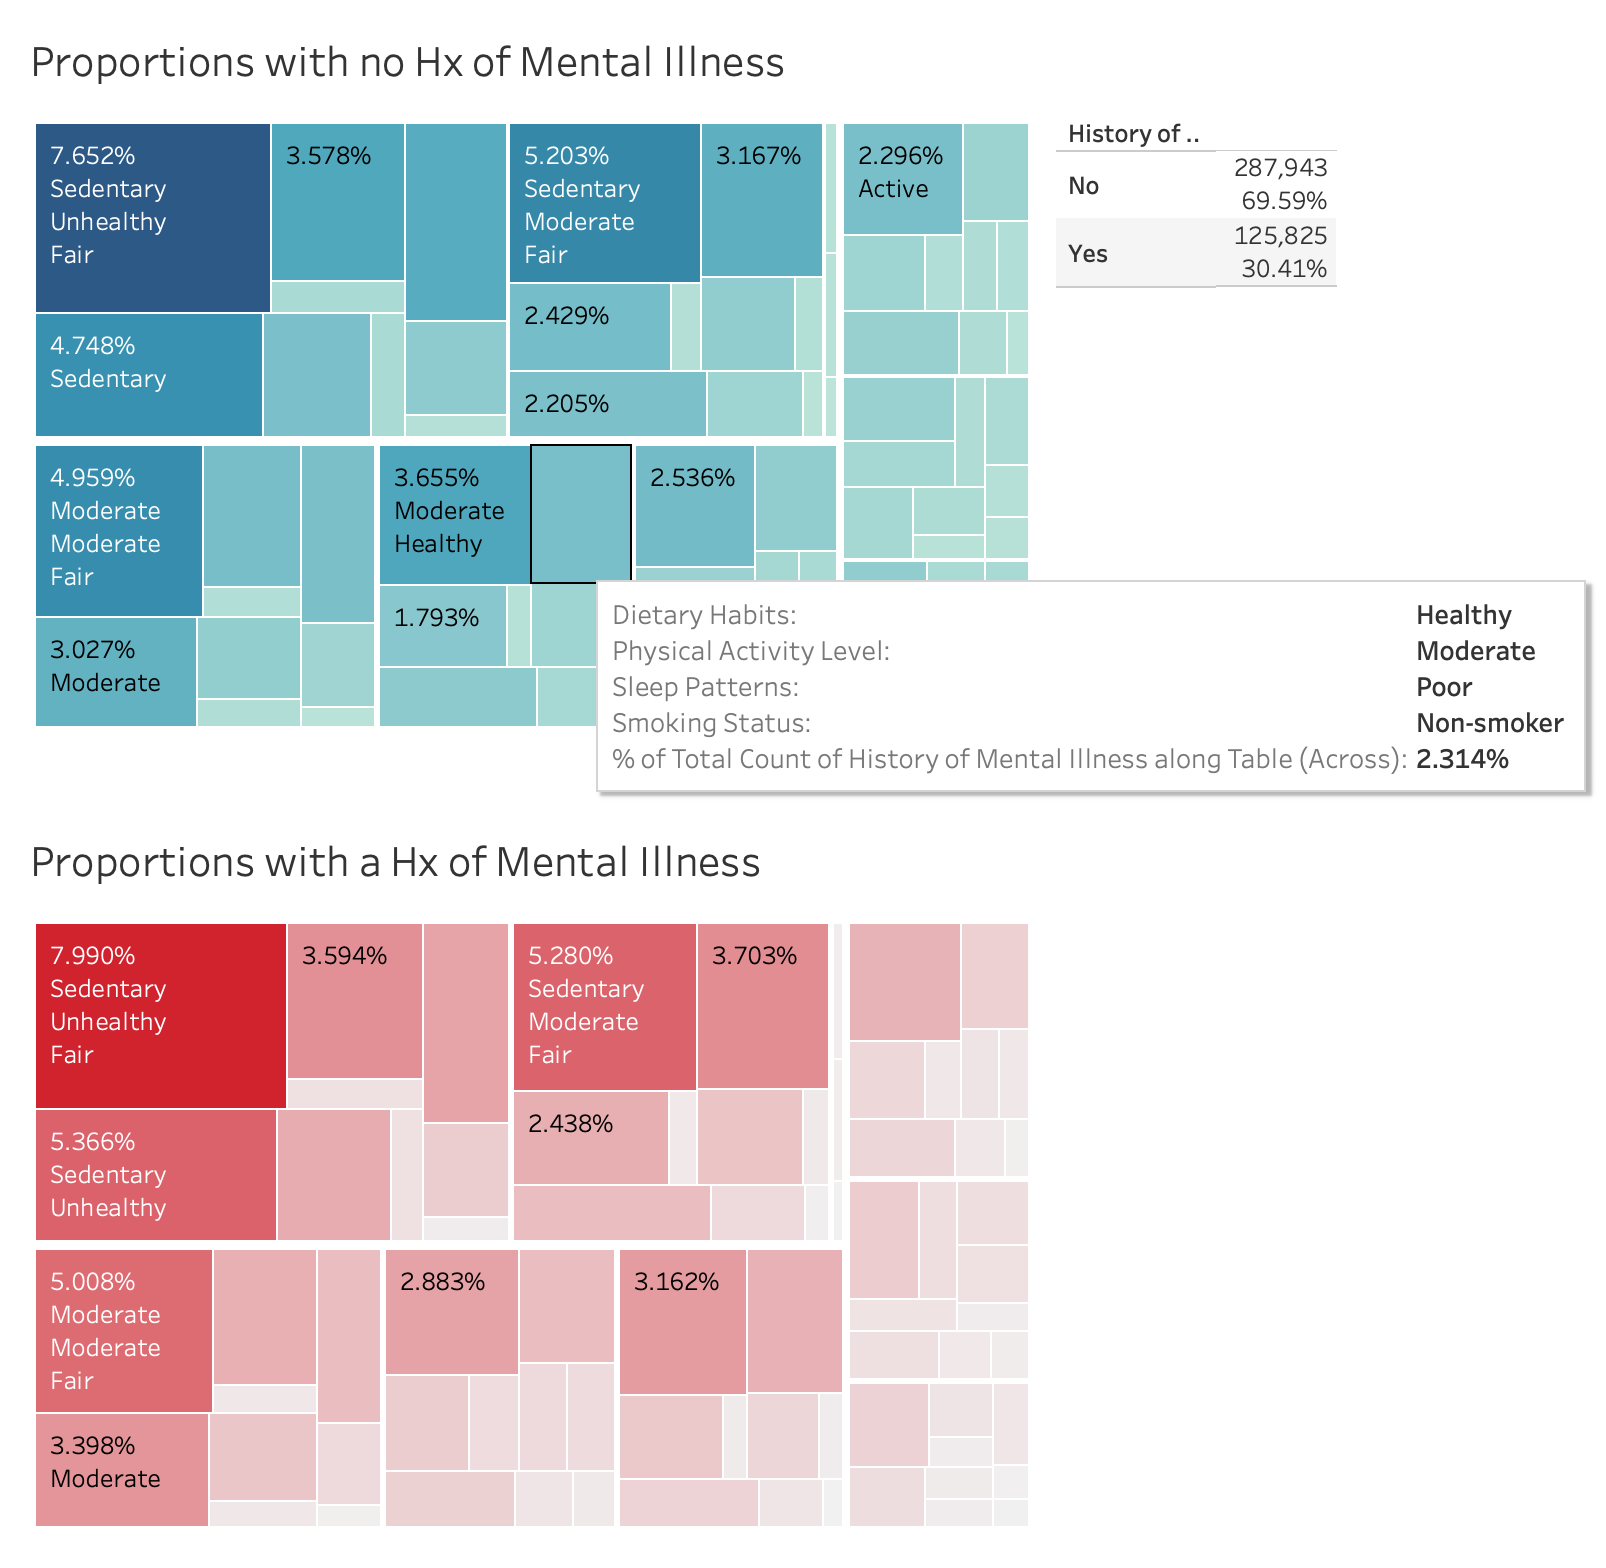 Proportions with no Hx of Mental Illness
7.652%
Sedentary
Unhealthy
Fair
3.578%
4.748%
Sedentary
5.203%
Sedentary
Moderate
Fair
3.167%
2.429%
2.205%
2.296%
Active
4.959%
Moderate
Moderate
Fair
3.027%
Moderate
3.655%
Moderate
Healthy
1.793%
2.536%
History of ..
No 287,943
69.59%
Yes 125,825
30.41%
Dietary Habits: Healthy
Physical Activity Level: Moderate
Sleep Patterns: Poor
Smoking Status: Non-smoker
% of Total Count of History of Mental Illness along Table (Across): 2.314%
Proportions with a Hx of Mental Illness
7.990%
Sedentary
Unhealthy
Fair
3.594%
5.366%
Sedentary
Unhealthy
5.280%
Sedentary
Moderate
Fair
3.703%
2.438%
5.008%
Moderate
Moderate
Fair
3.398%
Moderate
2.883%
3.162%